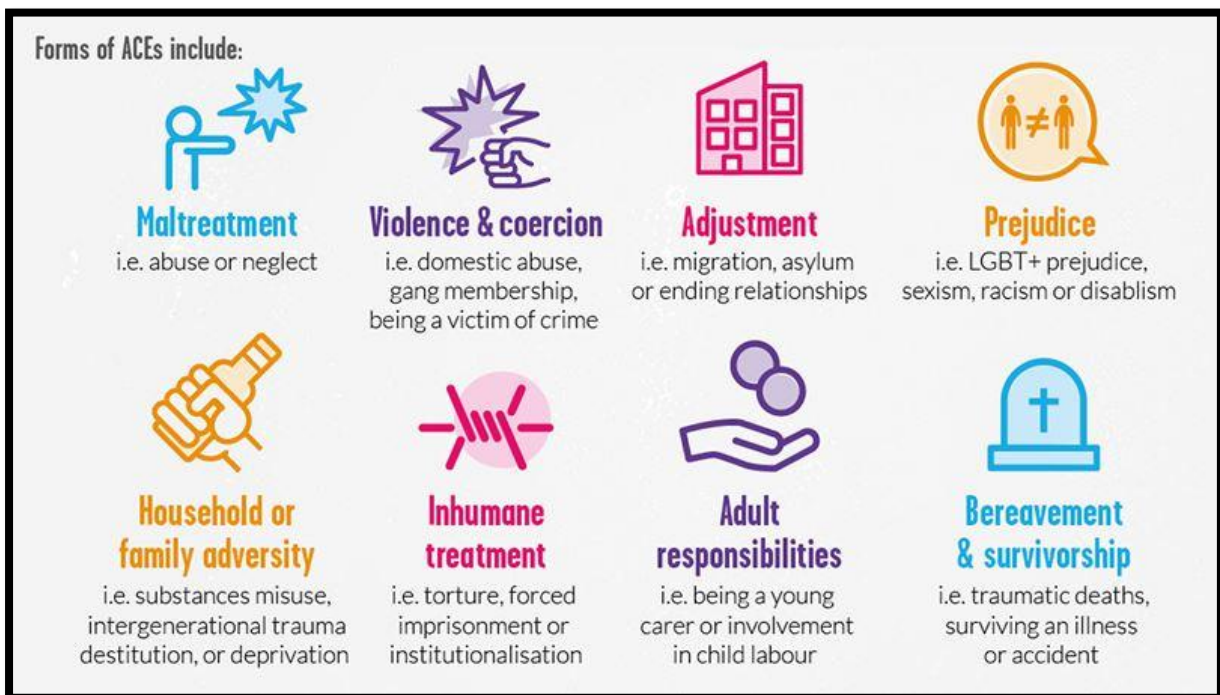 Forms of ACEs include:
Maltreatment
i.e. abuse or neglect
Violence & coercion
i.e. domestic abuse,
gang membership,
being a victim of crime
Adjustment
i.e. migration, asylum
or ending relationships
Prejudice
i.e. LGBT+ prejudice,
sexism, racism or disablism
Household or
family adversity
i.e. substances misuse,
intergenerational trauma
destitution, or deprivation
Inhumane
treatment
i.e. torture, forced
imprisonment or
institutionalisation
Adult
responsibilities
i.e. being a young
carer or involvement
in child labour
Bereavement
& survivorship
i.e. traumatic deaths,
surviving an illness
or accident